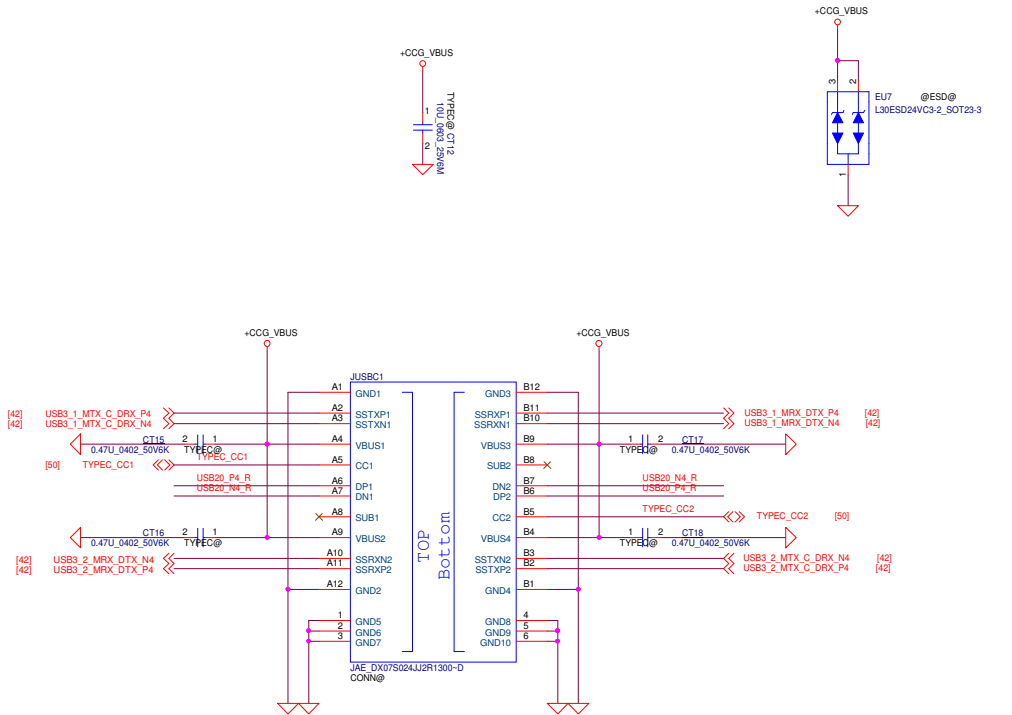 +CCG_VBUS
3
2
EU7
@ESD@
L30ESD24VC3-2_SOT23-3
1
+CCG_VBUS
1
2
TYPEC@ CT12
10U_0603_25V6M
+CCG_VBUS
+CCG_VBUS
JUSBC1
TOP
Bottom
A1
GND1
[42]
USB3_1_MTX_C_DRX_P4
A2
SSTXP1
[42]
USB3_1_MTX_C_DRX_N4
A3
SSTXN1
CT15
2
1
0.47U_0402_50V6K
TYPEC@
A4
VBUS1
[50]
TYPEC_CC1
TYPEC_CC1
A5
CC1
USB20_P4_R
A6
DP1
USB20_N4_R
A7
DN1
A8
SUB1
CT16
2
1
0.47U_0402_50V6K
TYPEC@
A9
VBUS2
[42]
USB3_2_MRX_DTX_N4
A10
SSRXN2
[42]
USB3_2_MRX_DTX_P4
A11
SSRXP2
A12
GND2
1
GND5
2
GND6
3
GND7
GND3
B12
SSRXP1
B11
USB3_1_MRX_DTX_P4
[42]
SSRXN1
B10
USB3_1_MRX_DTX_N4
[42]
VBUS3
B9
1
2
CT17
TYPEC@
0.47U_0402_50V6K
SUB2
B8
DN2
B7
USB20_N4_R
DP2
B6
USB20_P4_R
CC2
B5
TYPEC_CC2
TYPEC_CC2
[50]
VBUS4
B4
1
2
CT18
TYPEC@
0.47U_0402_50V6K
SSTXN2
B3
USB3_2_MTX_C_DRX_N4
[42]
SSTXP2
B2
USB3_2_MTX_C_DRX_P4
[42]
GND4
B1
GND8
4
GND9
5
GND10
6
JAE_DX07S024JJ2R1300~D
CONN@